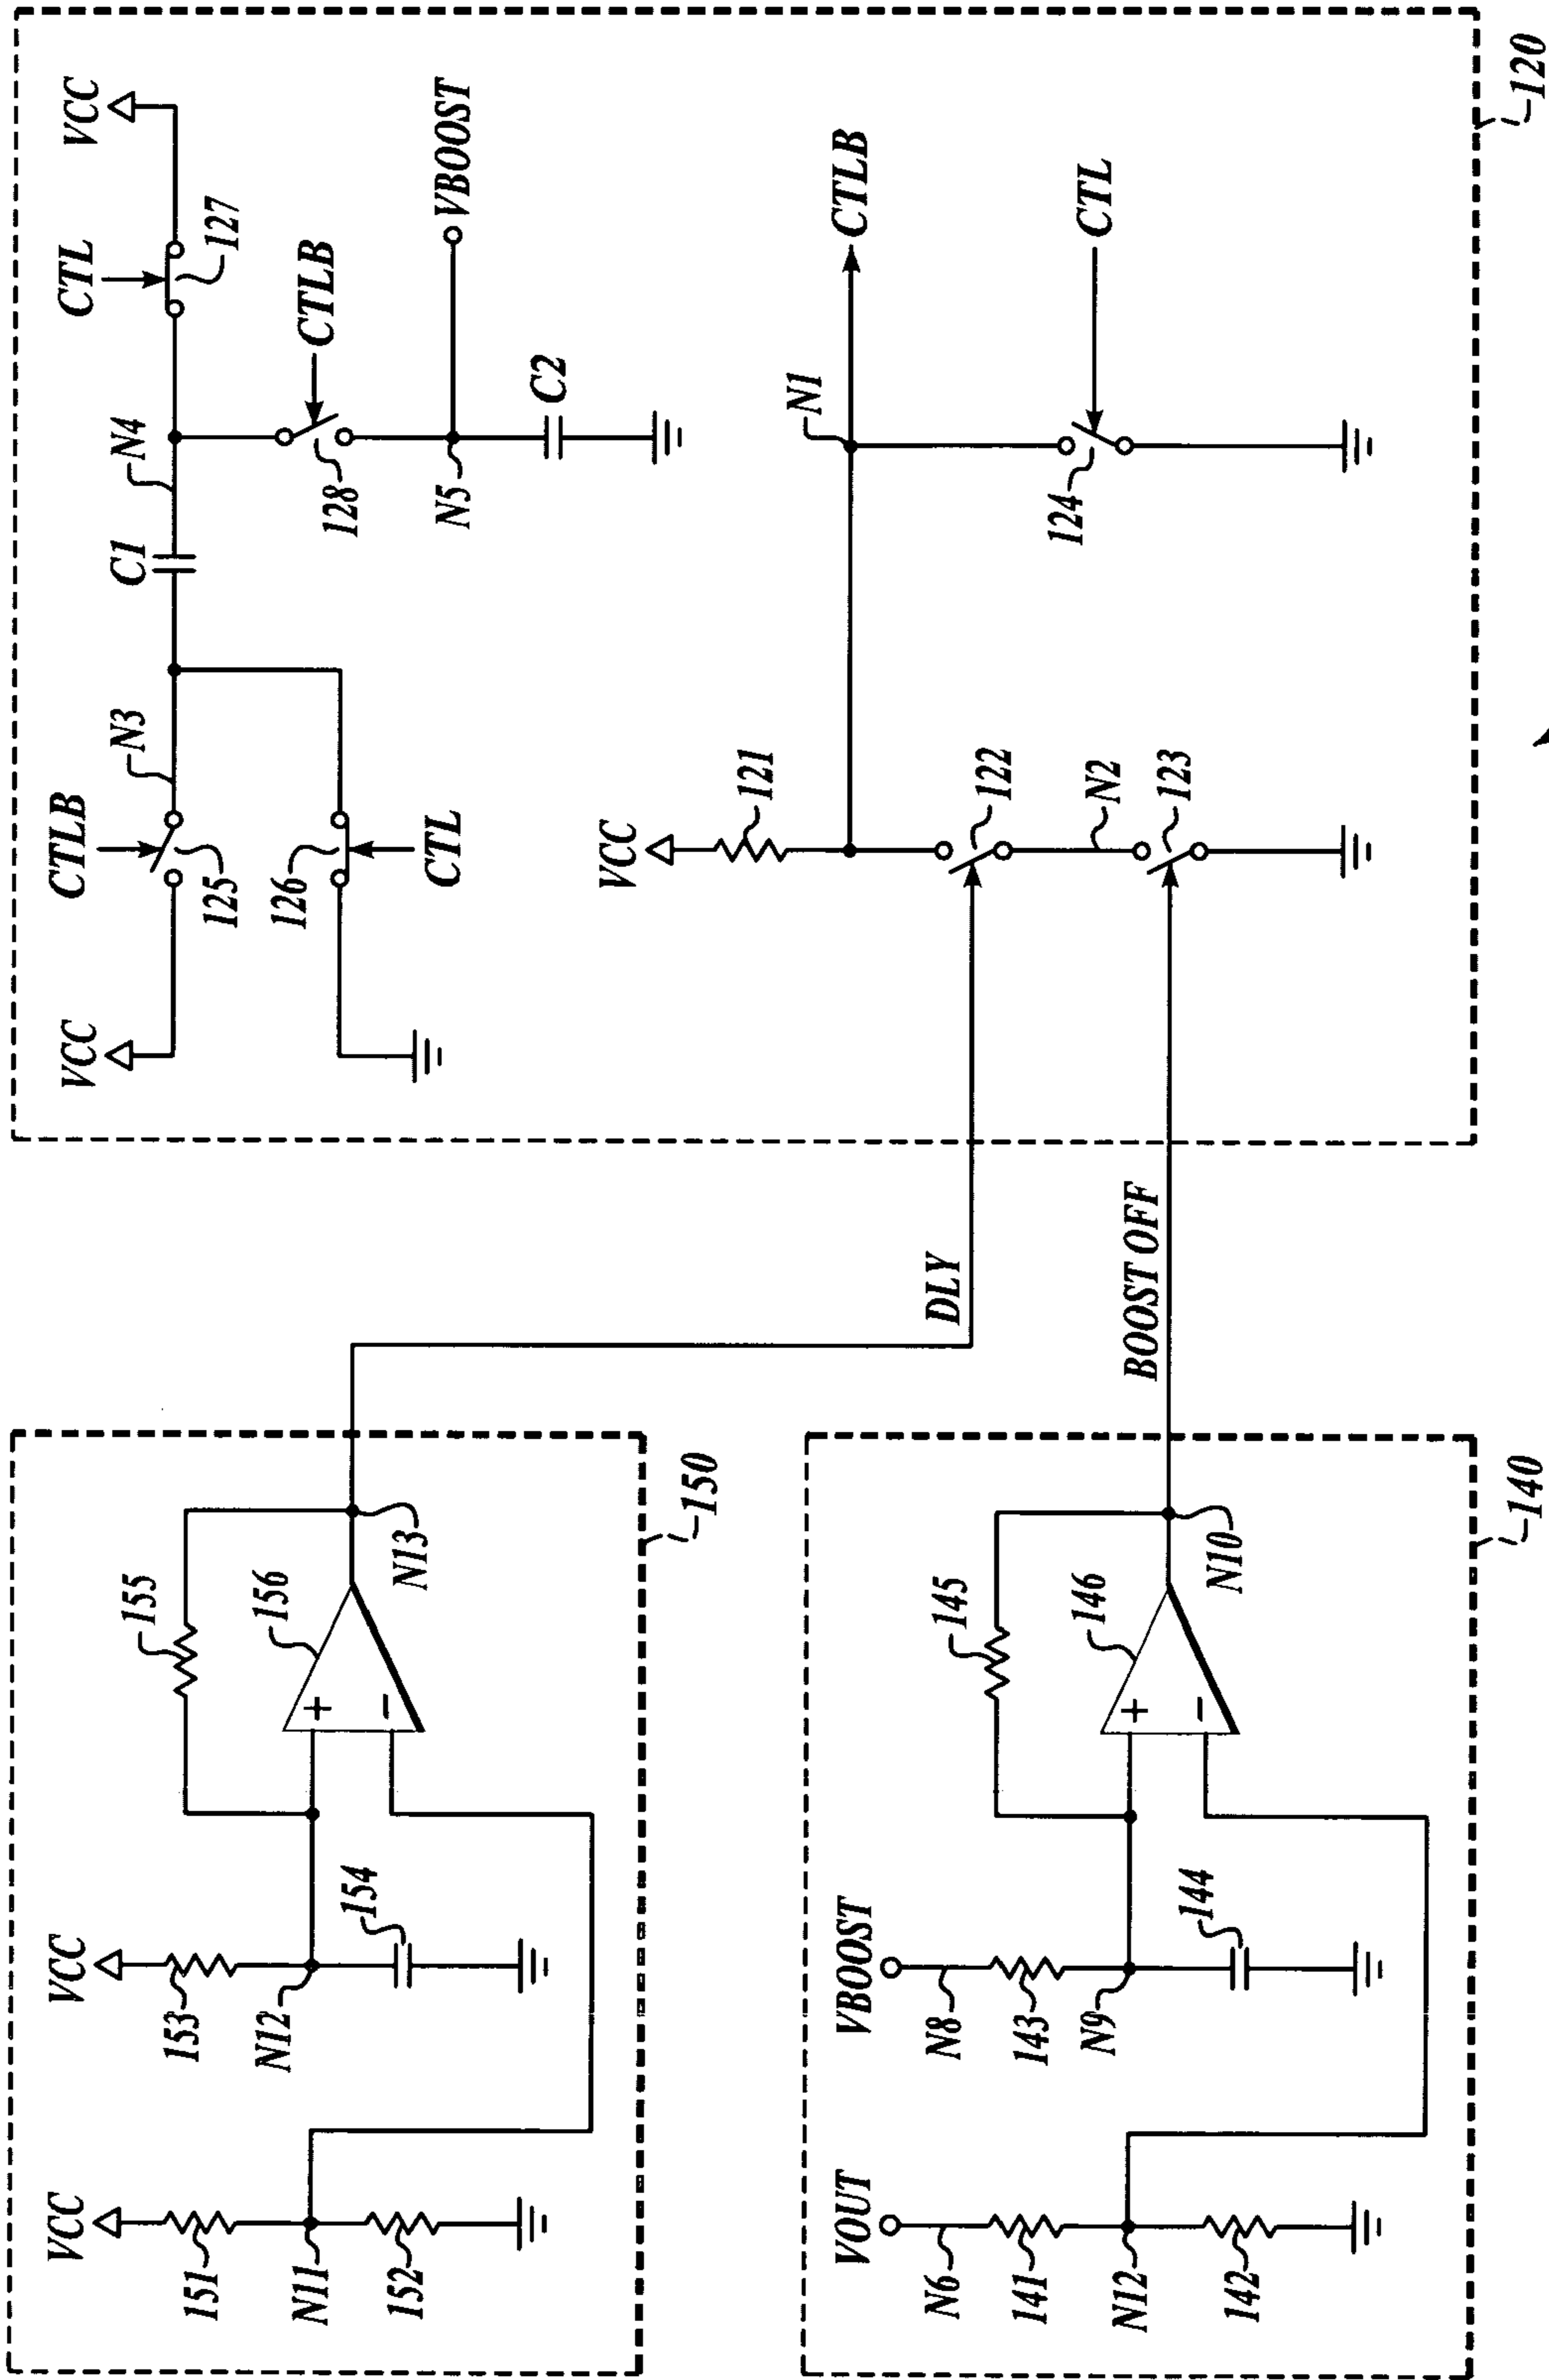 VCC
151
N11
152
VCC
153
N12
154
155
156
+
−
N13
150
VOUT
N6
141
N12
142
VBOOST
N8
143
N9
144
145
146
+
−
N10
140
DLY
BOOST OFF
VCC
CTLB
125
N3
126
CTL
C1
N4
CTL
127
VCC
CTLB
128
N5
VBOOST
C2
VCC
121
122
N2
123
N1
CTLB
124
CTL
120